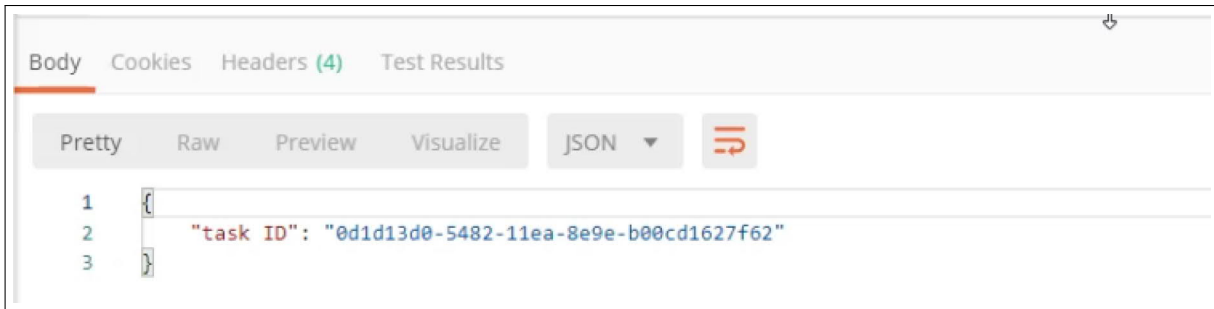 Body Cookies Headers (4) Test Results
Pretty Raw Preview Visualize JSON
1 {
2 "task ID": "0d1d13d0-5482-11ea-8e9e-b00cd1627f62"
3 }